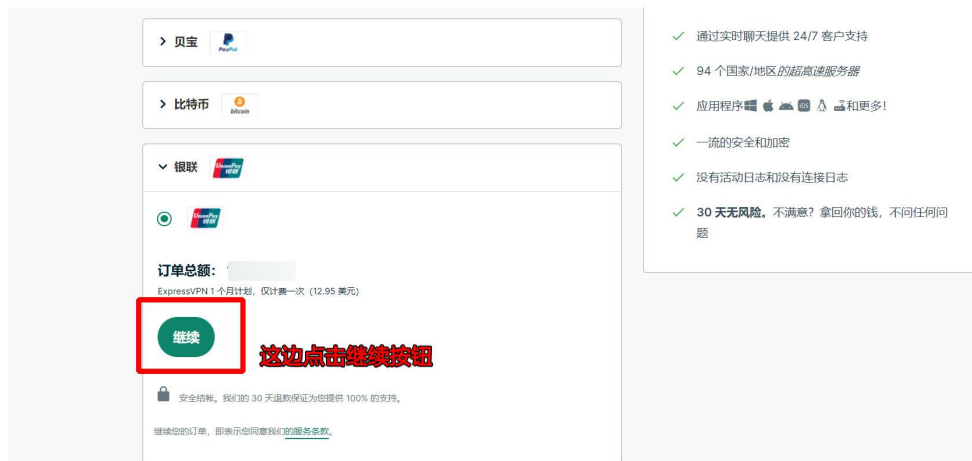 贝宝
PayPal
比特币
bitcoin
银联
UnionPay
银联
UnionPay
银联
订单总额：
ExpressVPN 1 个月计划，仅计费一次 (12.95 美元)
继续
这边点击继续按钮
安全结帐。我们的 30 天退款保证为您提供 100% 的支持。
继续您的订单，即表示您同意我们的服务条款。
通过实时聊天提供 24/7 客户支持
94 个国家/地区的超高速服务器
应用程序 iOS 和更多！
一流的安全和加密
没有活动日志和没有连接日志
30 天无风险。不满意？拿回你的钱，不问任何问
题